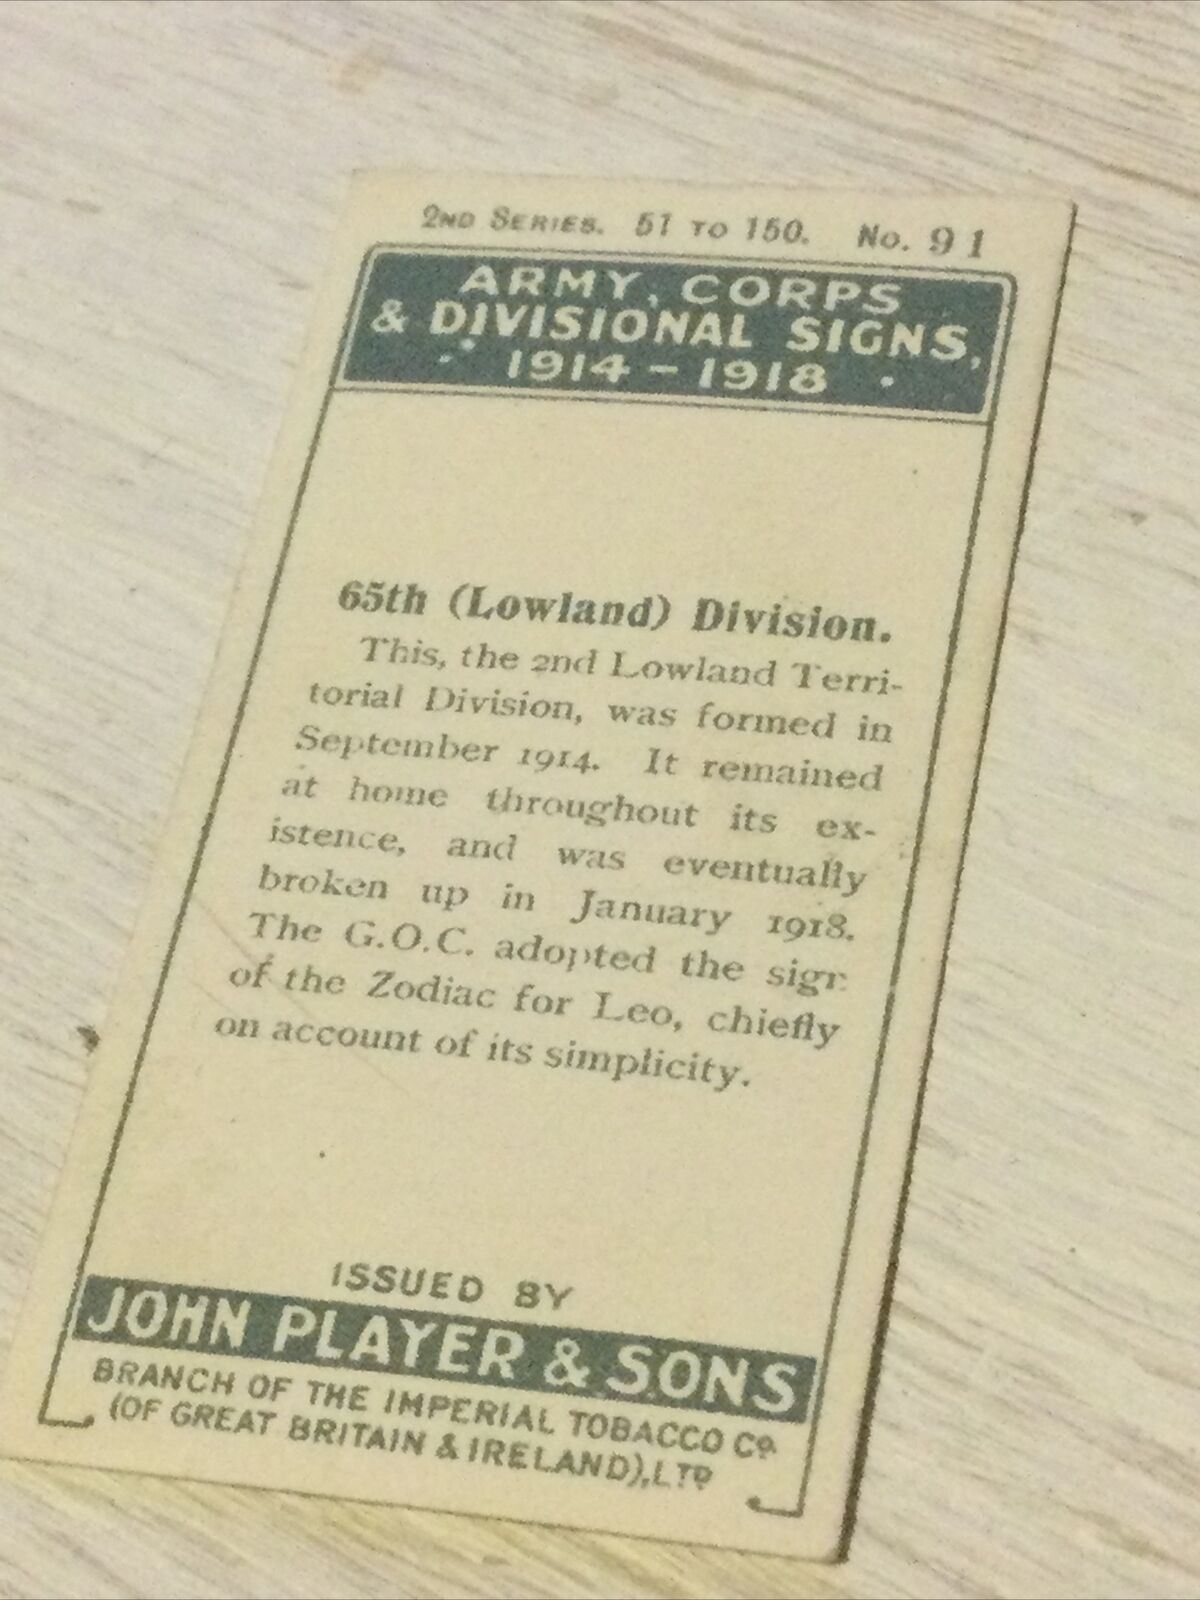 2ND SERIES. 51 TO 150. No. 91
ARMY, CORPS
& DIVISIONAL SIGNS,
1914 - 1918
65th (Lowland) Division.
This, the 2nd Lowland Terri-
torial Division, was formed in
September 1914. It remained
at home throughout its ex-
istence, and was eventually
broken up in January 1918.
The G.O.C. adopted the sign
of the Zodiac for Leo, chiefly
on account of its simplicity.
ISSUED BY
JOHN PLAYER & SONS
BRANCH OF THE IMPERIAL TOBACCO CO.
(OF GREAT BRITAIN & IRELAND), LTD